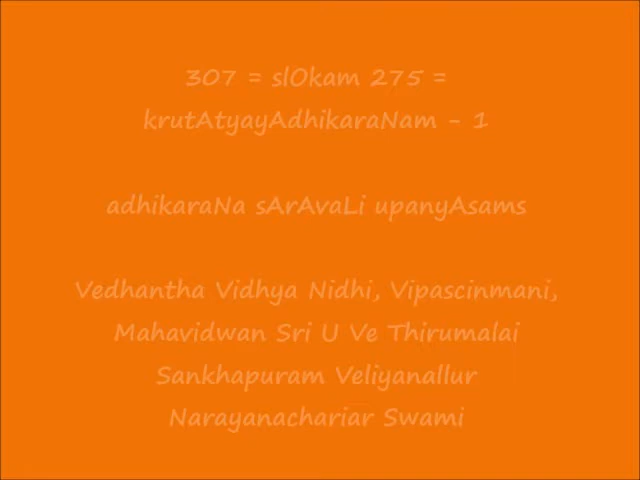 307 = slOkam 275 =
krutAtyayAdhikaraNam - 1
adhikaraNa sArAvaLi upanyAsams
Vedhantha Vidhya Nidhi, Vipascinmani,
Mahavidwan Sri U Ve Thirumalai
Sankhapuram Veliyanallur
Narayanachariar Swami